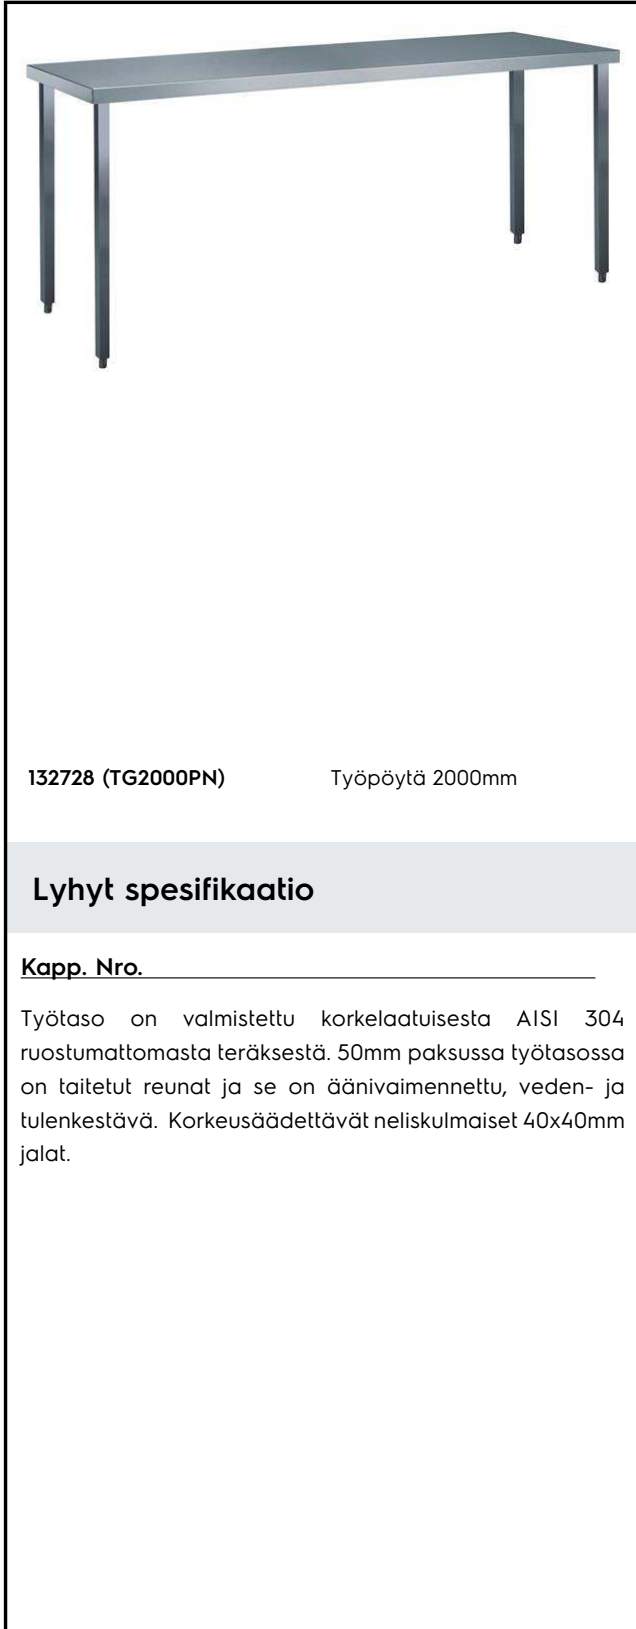 132728 (TG2000PN) Työpöytä 2000mm
Lyhyt spesifikaatio
Kapp. Nro.
Työtaso on valmistettu korkelaatuisesta AISI 304
ruostumattomasta teräksestä. 50mm paksussa työtasossa
on taitetut reunat ja se on äänivaimennettu, veden- ja
tulenkestävä. Korkeusäädettävät neliskulmaiset 40x40mm
jalat.